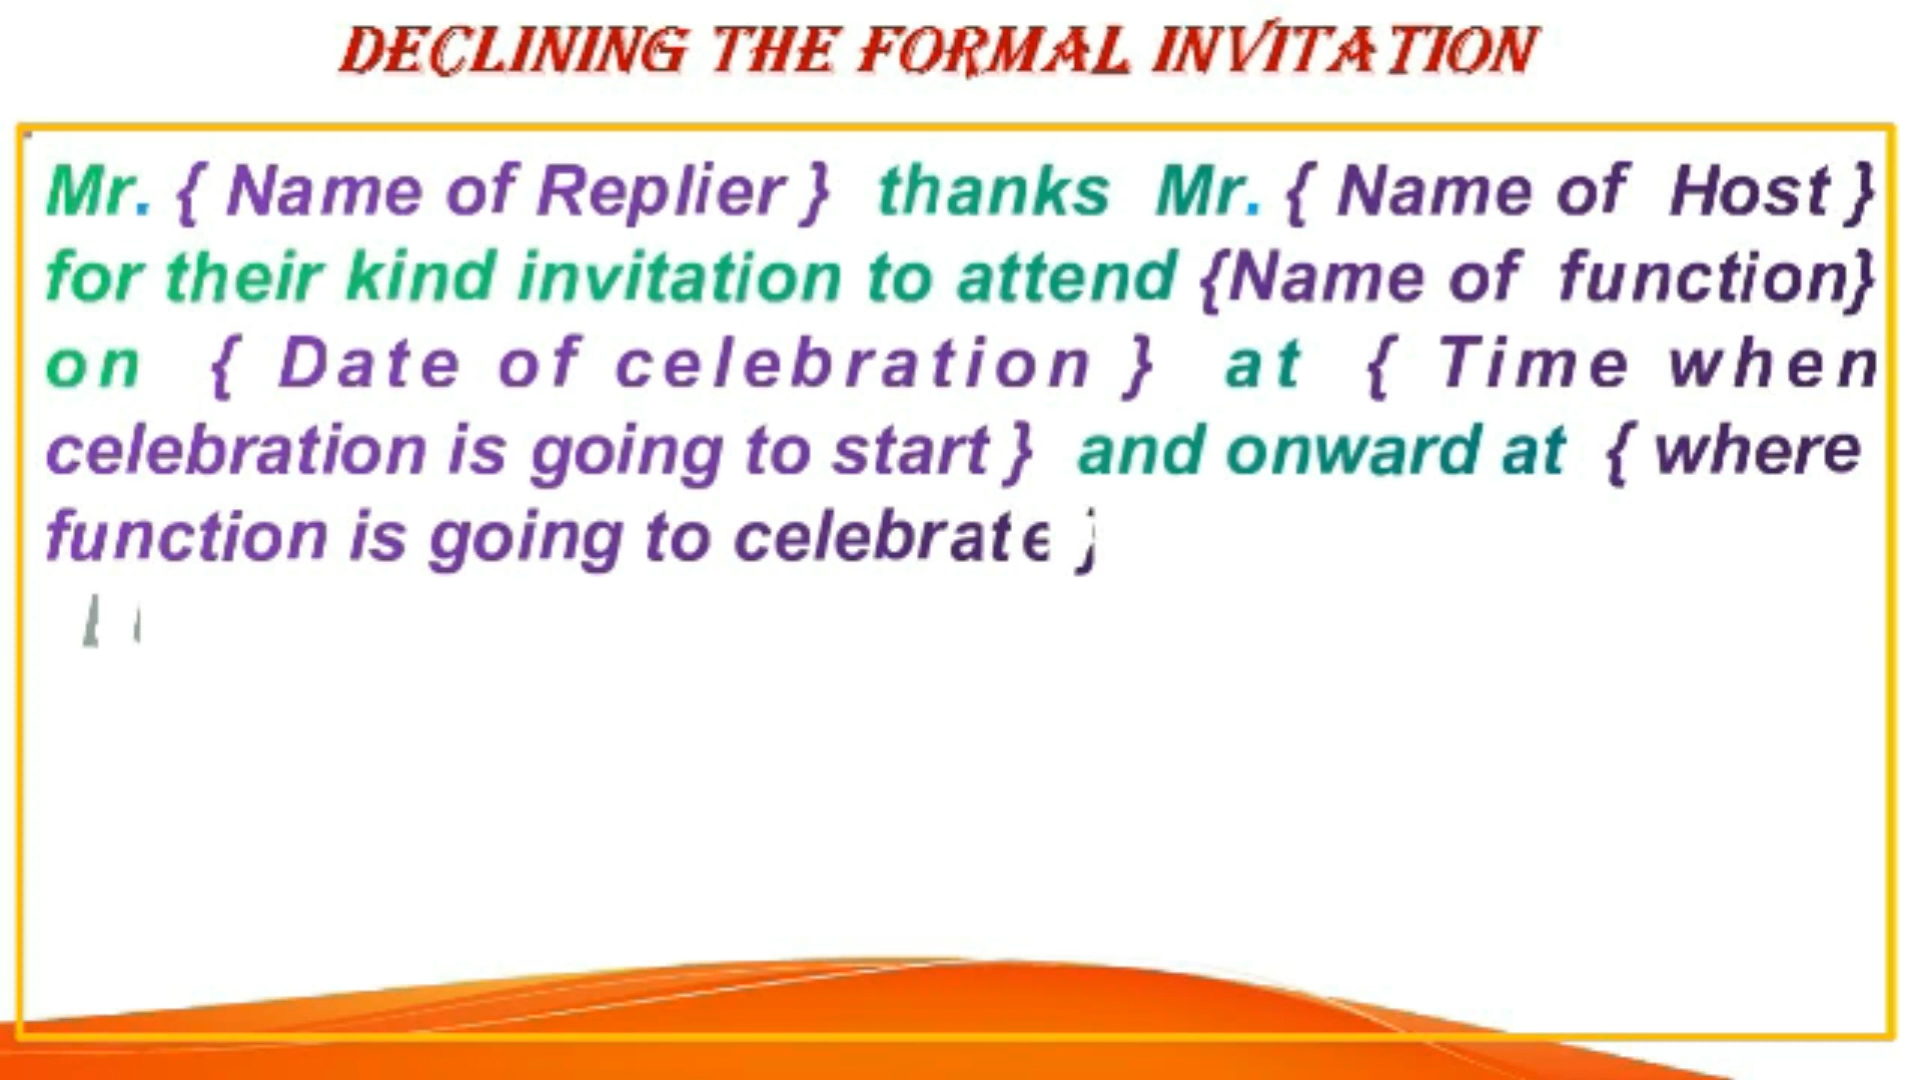 DECLINING THE FORMAL INVITATION
Mr. { Name of Replier } thanks Mr. { Name of Host }
for their kind invitation to attend {Name of function}
on { Date of celebration } at { Time when
celebration is going to start } and onward at { where
function is going to celebrate }